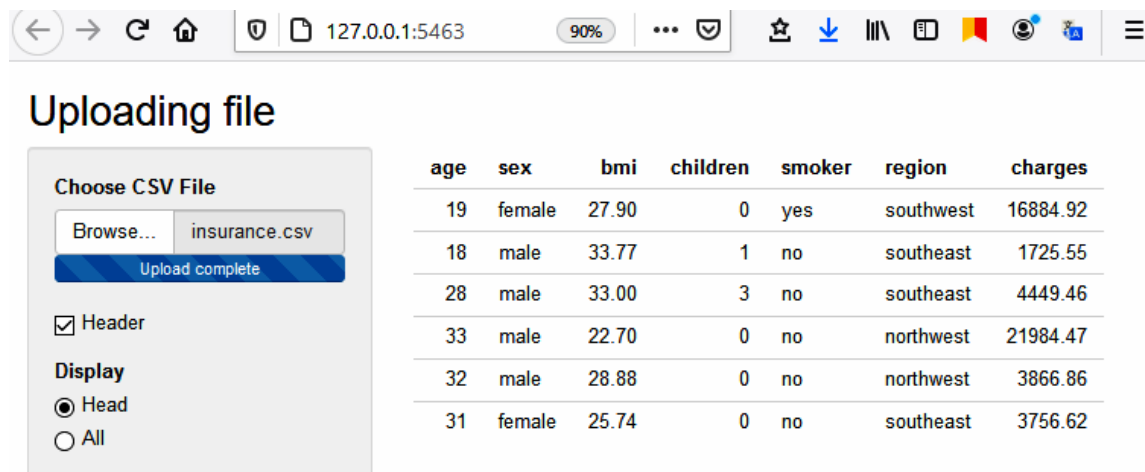 127.0.0.1:5463 90%
Uploading file
Choose CSV File
Browse... insurance.csv
Upload complete
Header
Display
Head
All
age sex bmi children smoker region charges
19 female 27.90 0 yes southwest 16884.92
18 male 33.77 1 no southeast 1725.55
28 male 33.00 3 no southeast 4449.46
33 male 22.70 0 no northwest 21984.47
32 male 28.88 0 no northwest 3866.86
31 female 25.74 0 no southeast 3756.62